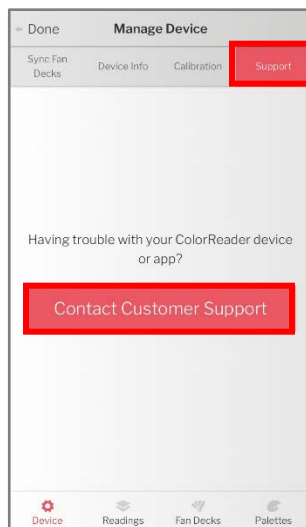 Done
Manage Device
Sync Fan
Decks
Device Info
Calibration
Support
Having trouble with your ColorReader device
or app?
Contact Customer Support
Device
Readings
Fan Decks
Palettes